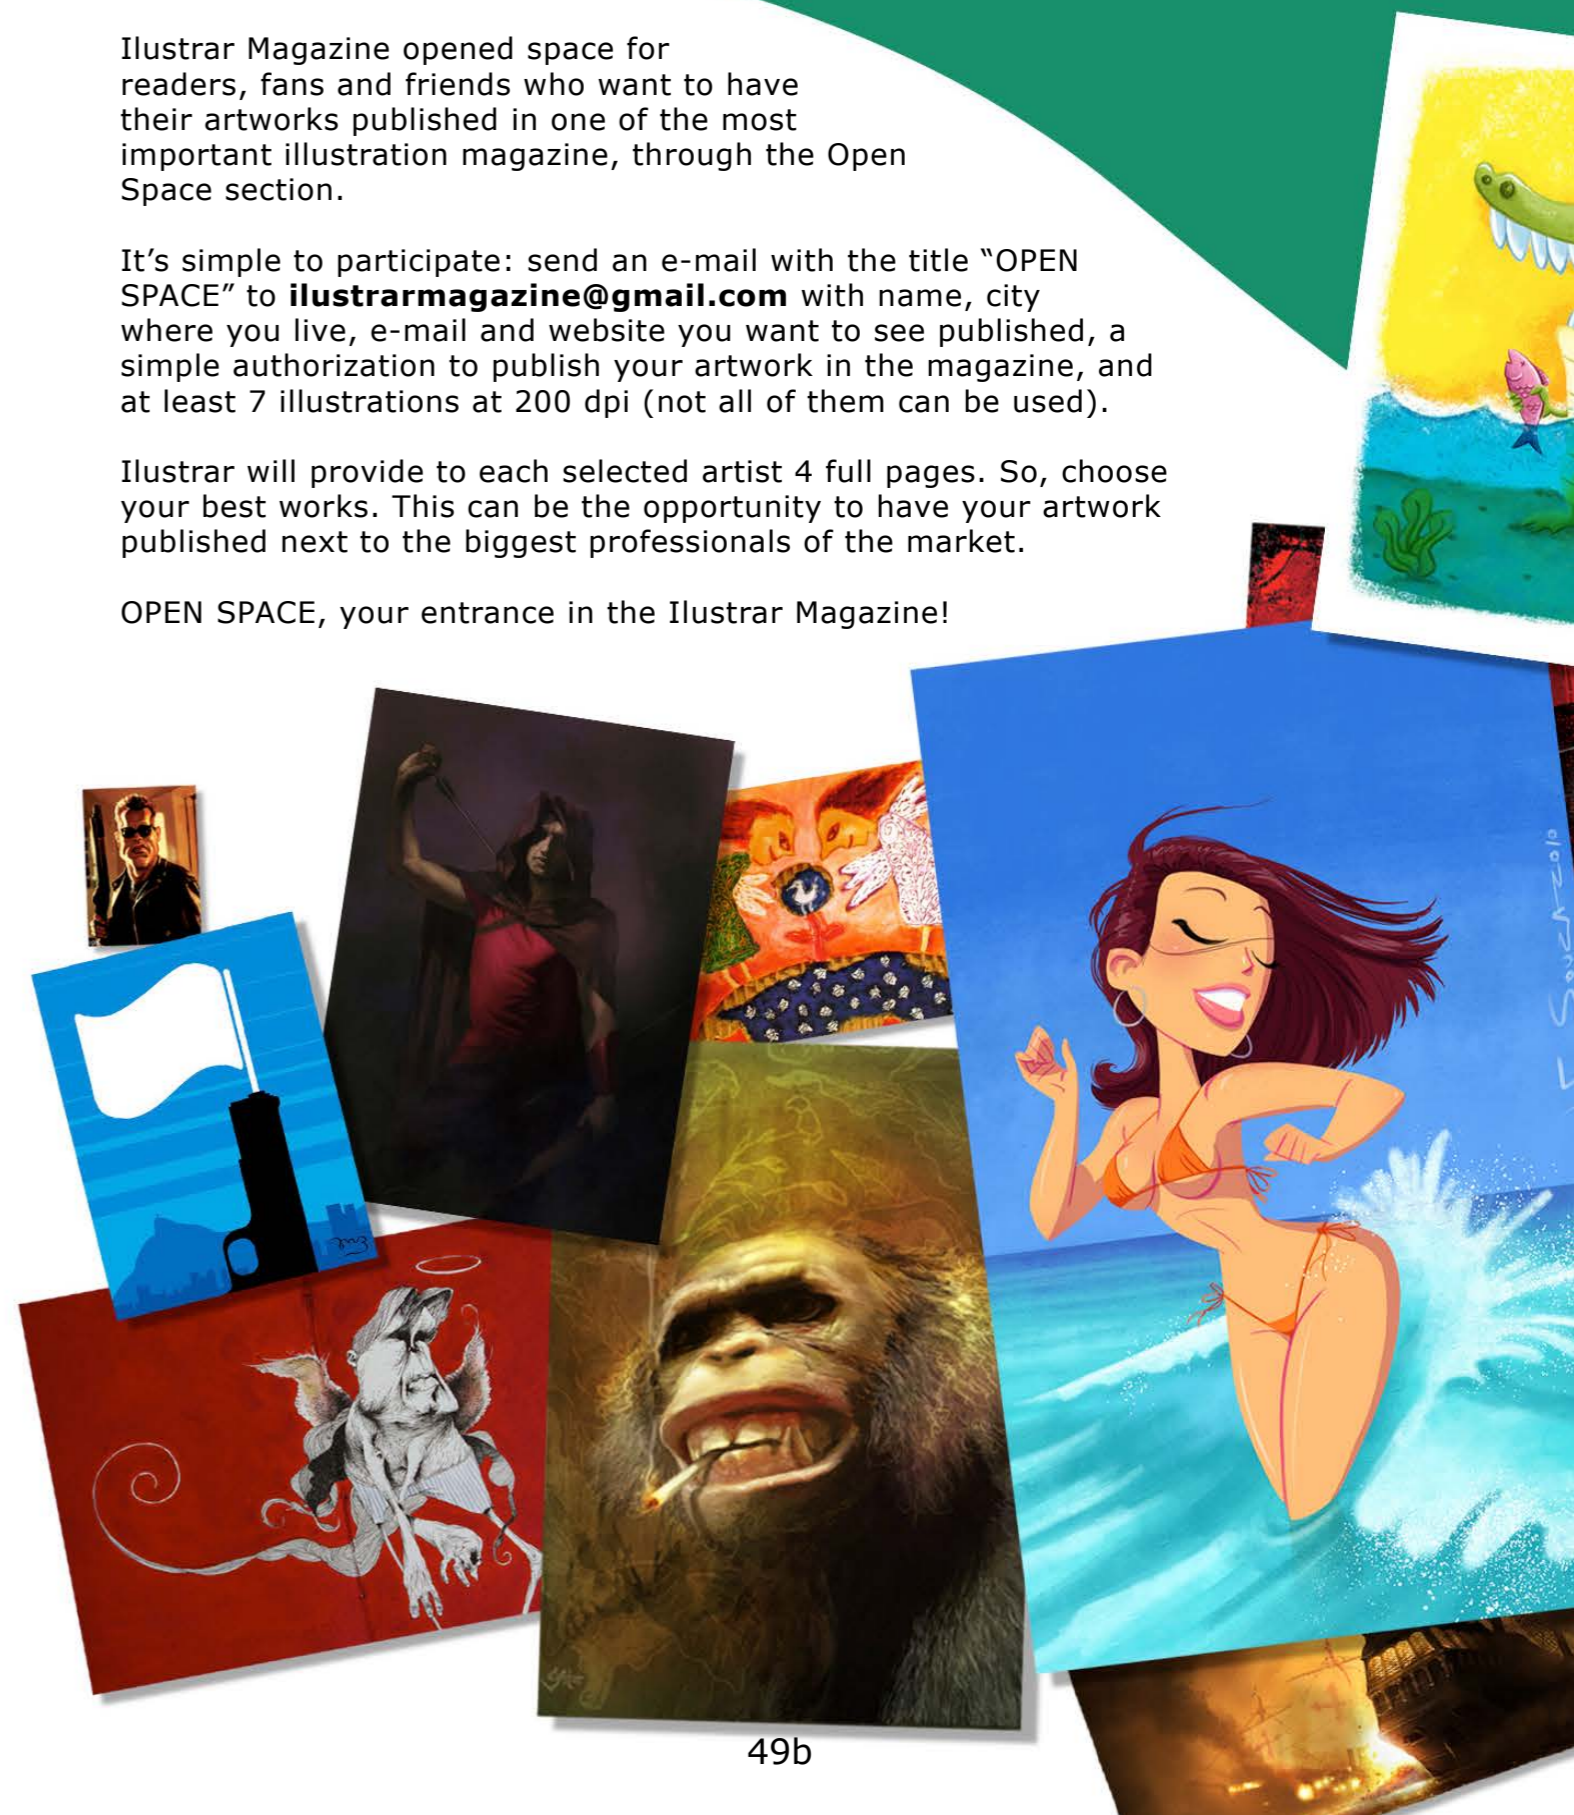 Ilustrar Magazine opened space for
readers, fans and friends who want to have
their artworks published in one of the most
important illustration magazine, through the Open
Space section.
It’s simple to participate: send an e-mail with the title “OPEN
SPACE” to ilustrarmagazine@gmail.com with name, city
where you live, e-mail and website you want to see published, a
simple authorization to publish your artwork in the magazine, and
at least 7 illustrations at 200 dpi (not all of them can be used).
Ilustrar will provide to each selected artist 4 full pages. So, choose
your best works. This can be the opportunity to have your artwork
published next to the biggest professionals of the market.
OPEN SPACE, your entrance in the Ilustrar Magazine!
2010
49b